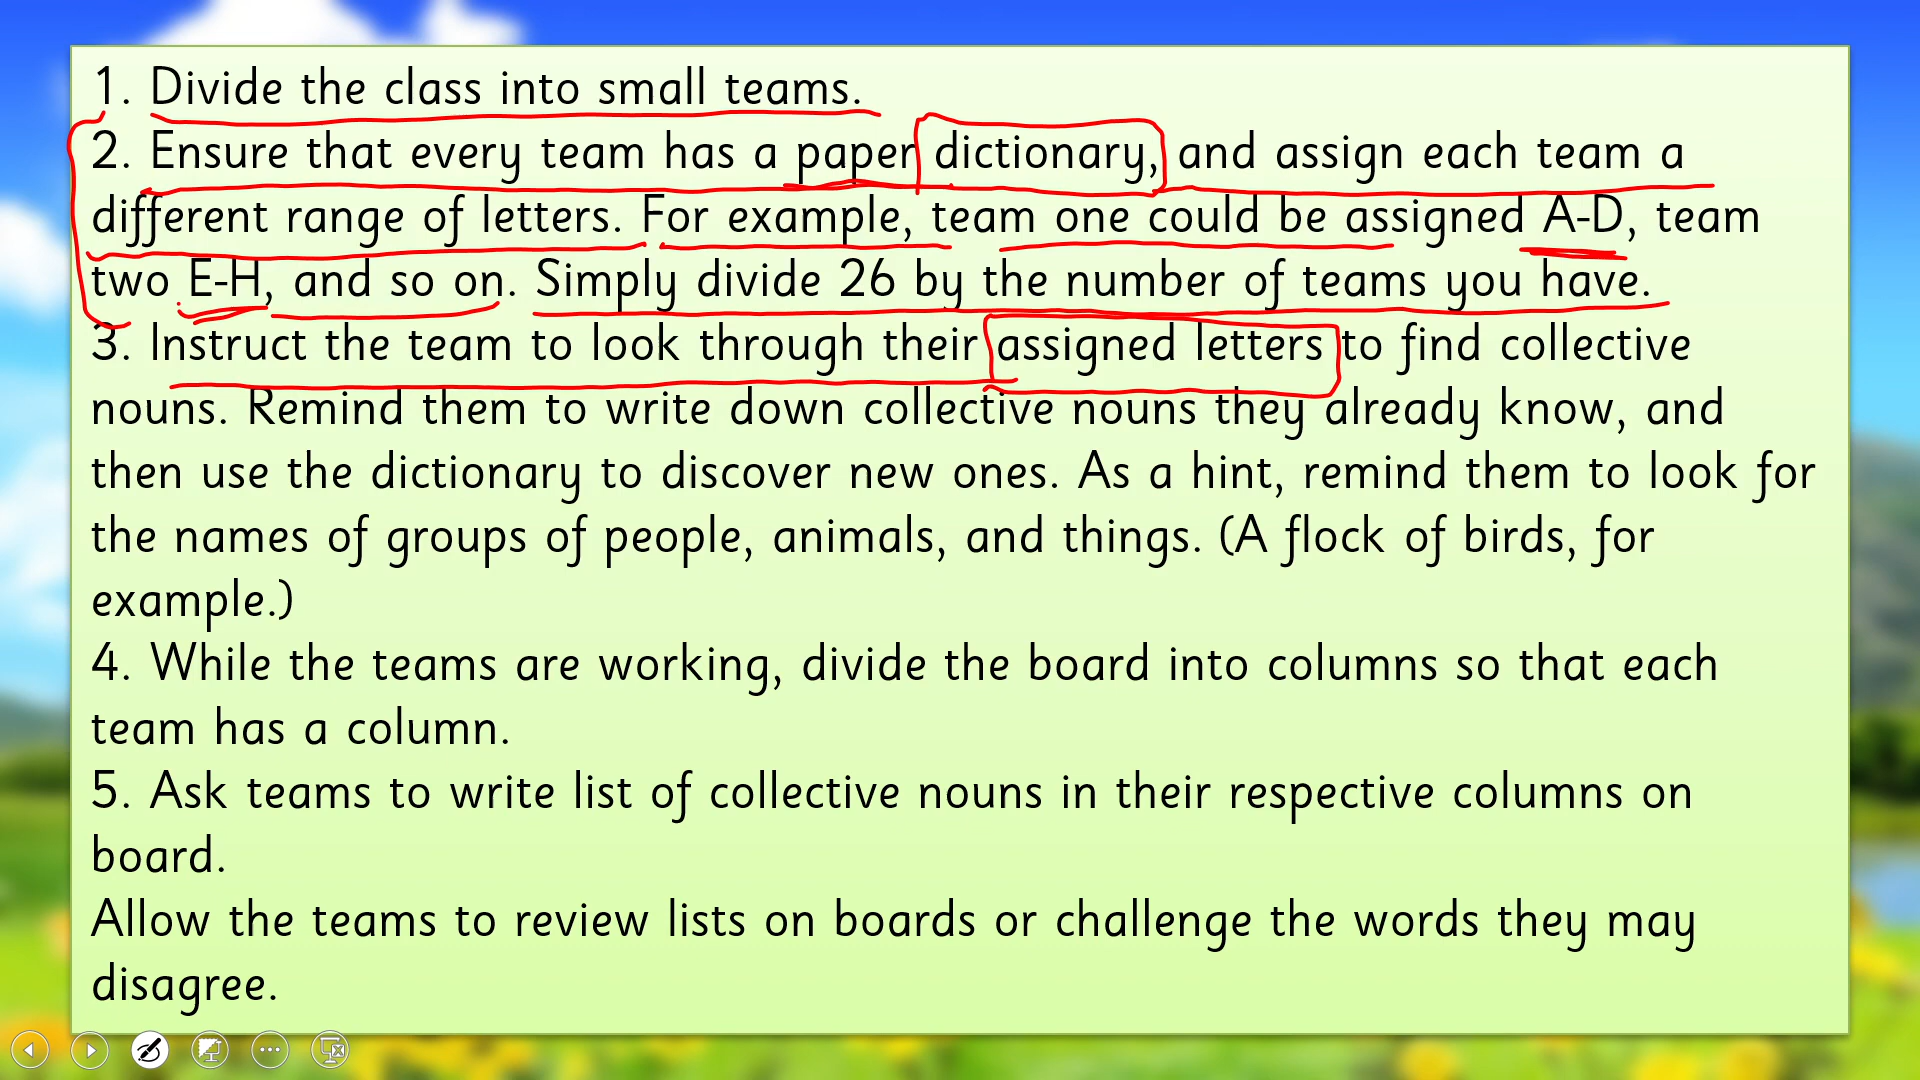 1. Divide the class into small teams.
2. Ensure that every team has a paper dictionary, and assign each team a
different range of letters. For example, team one could be assigned A-D, team
two E-H, and so on. Simply divide 26 by the number of teams you have.
3. Instruct the team to look through their assigned letters to find collective
nouns. Remind them to write down collective nouns they already know, and
then use the dictionary to discover new ones. As a hint, remind them to look for
the names of groups of people, animals, and things. (A flock of birds, for
example.)
4. While the teams are working, divide the board into columns so that each
team has a column.
5. Ask teams to write list of collective nouns in their respective columns on
board.
Allow the teams to review lists on boards or challenge the words they may
disagree.